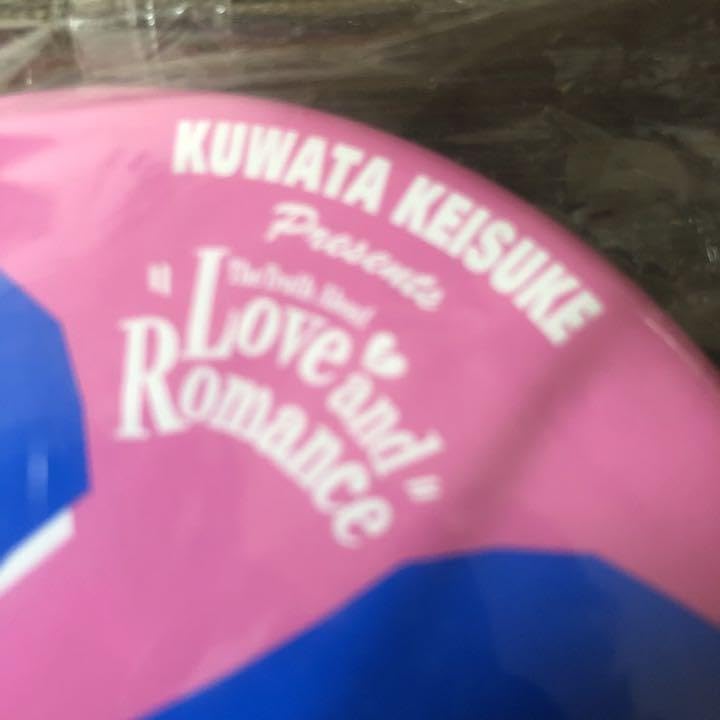 KUWATA KEISUKE
Presents
"The Truth About
Love and
Romance"